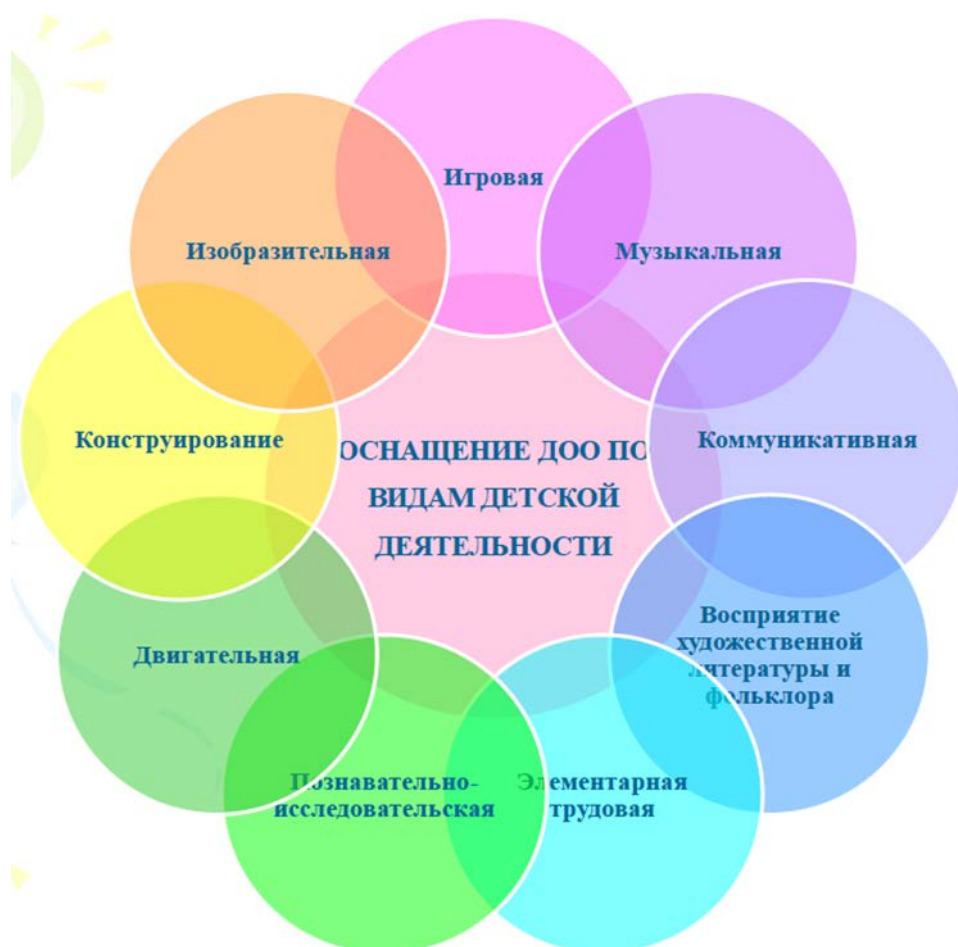 Игровая
Музыкальная
Коммуникативная
Восприятие
художественной
литературы и
фольклора
Элементарная
трудовая
Познавательно-
исследовательская
Двигательная
Конструирование
Изобразительная
ОСНАЩЕНИЕ ДОО ПО
ВИДАМ ДЕТСКОЙ
ДЕЯТЕЛЬНОСТИ